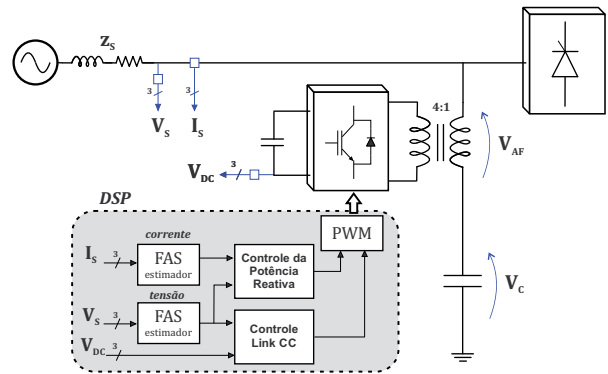 Z_S
3
3
V_S
I_S
4:1
V_AF
V_DC
3
DSP
PWM
corrente
I_S
3
FAS
estimador
Controle da
Potência
Reativa
tensão
V_S
3
FAS
estimador
Controle
Link CC
V_DC
3
V_C